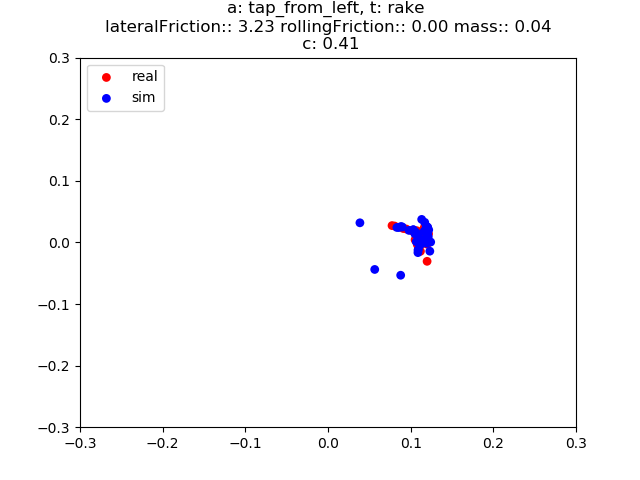 a: tap_from_left, t: rake
lateralFriction:: 3.23 rollingFriction:: 0.00 mass:: 0.04
c: 0.41
real
sim
0.3
0.2
0.1
0.0
−0.1
−0.2
−0.3
−0.3 −0.2 −0.1 0.0 0.1 0.2 0.3